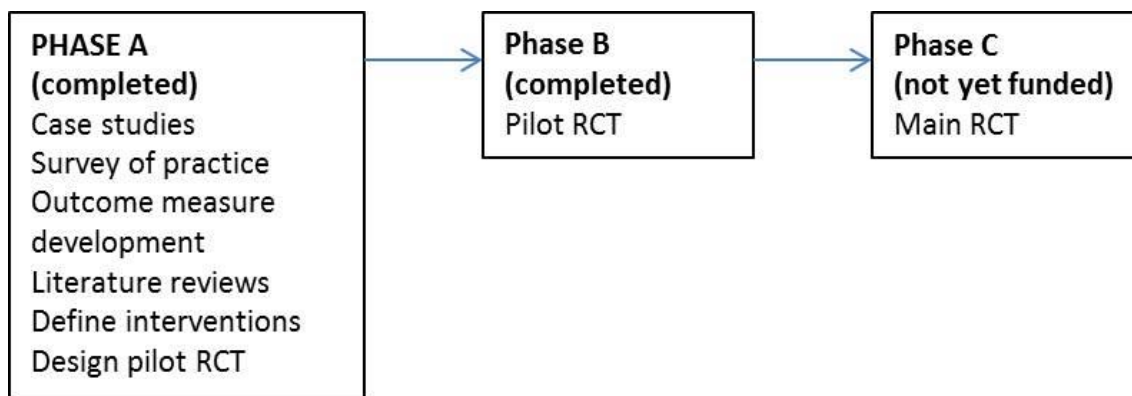 PHASE A
(completed)
Case studies
Survey of practice
Outcome measure
development
Literature reviews
Define interventions
Design pilot RCT
Phase B
(completed)
Pilot RCT
Phase C
(not yet funded)
Main RCT